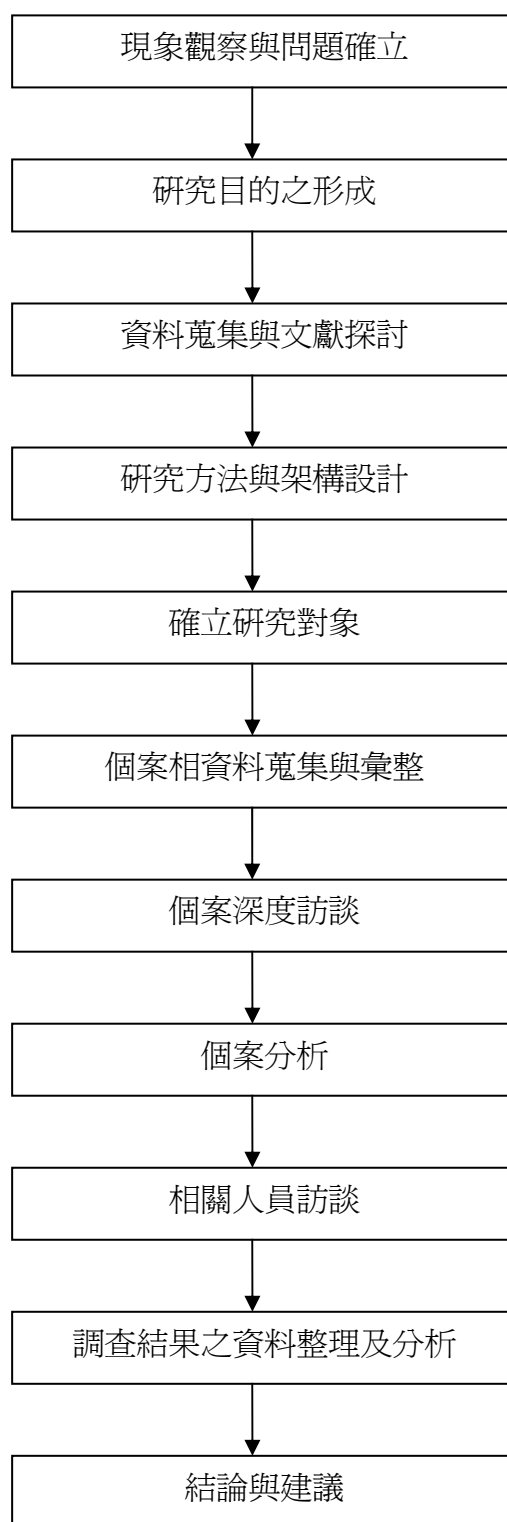 現象觀察與問題確立
研究目的之形成
資料蒐集與文獻探討
研究方法與架構設計
確立研究對象
個案相資料蒐集與彙整
個案深度訪談
個案分析
相關人員訪談
調查結果之資料整理及分析
結論與建議